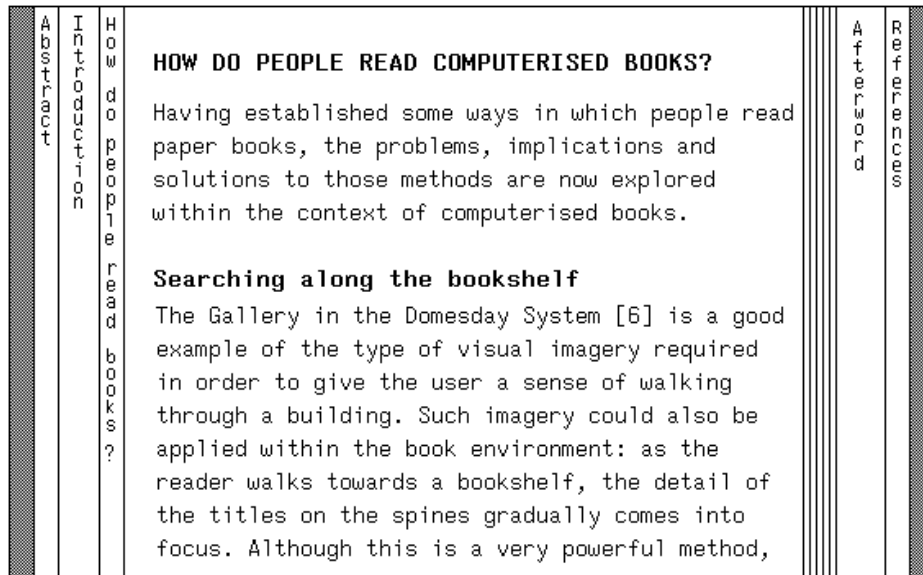 Abstract
Introduction
How do people read books?
HOW DO PEOPLE READ COMPUTERISED BOOKS?
Having established some ways in which people read
paper books, the problems, implications and
solutions to those methods are now explored
within the context of computerised books.
Searching along the bookshelf
The Gallery in the Domesday System [6] is a good
example of the type of visual imagery required
in order to give the user a sense of walking
through a building. Such imagery could also be
applied within the book environment: as the
reader walks towards a bookshelf, the detail of
the titles on the spines gradually comes into
focus. Although this is a very powerful method,
Afterword
References